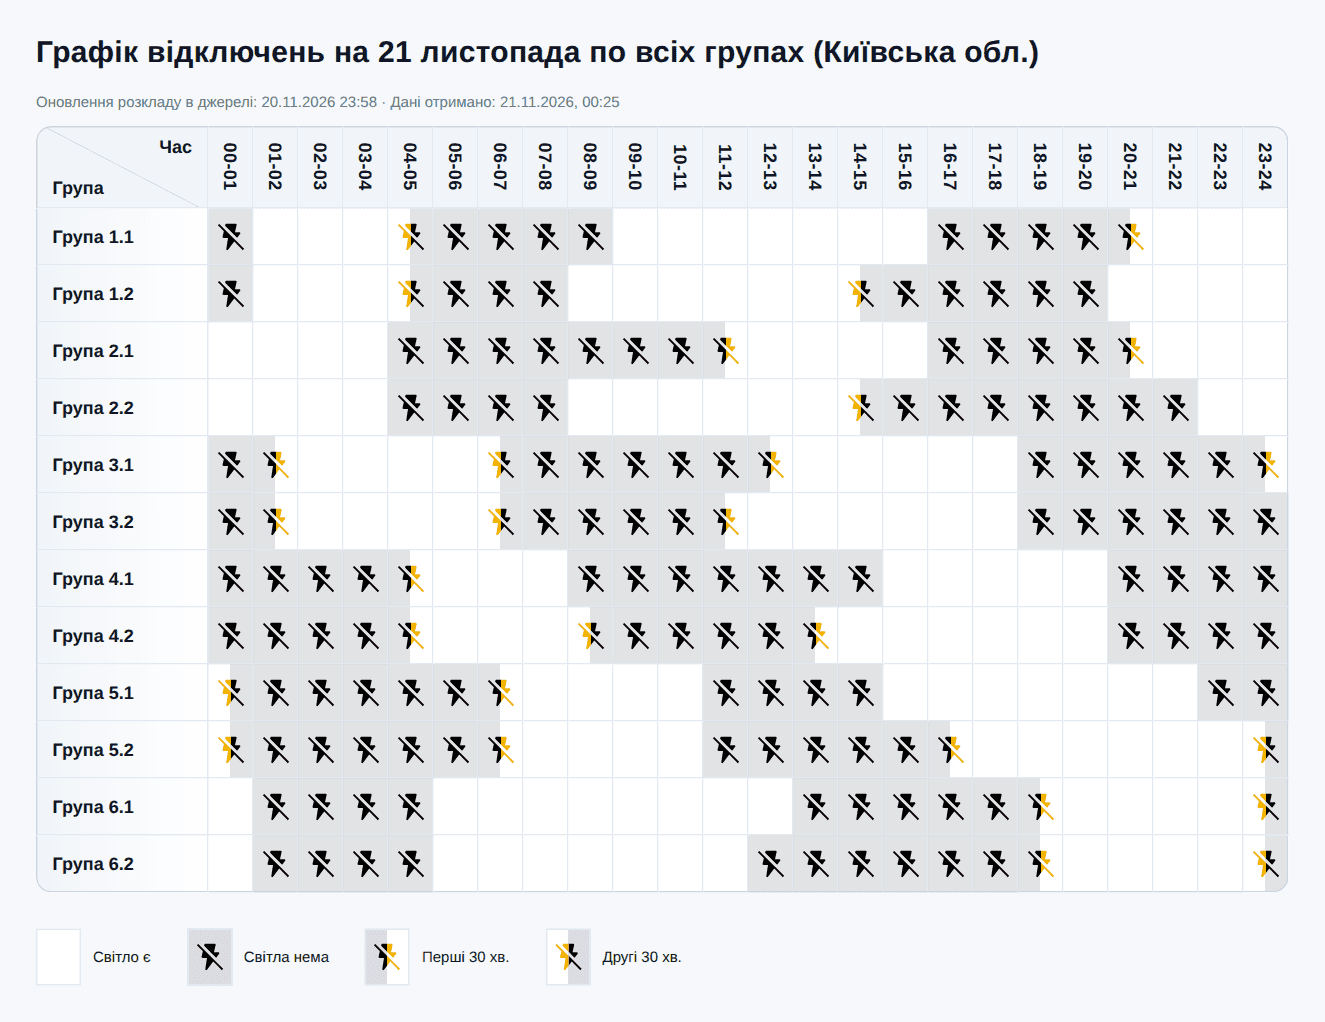 Графік відключень на 21 листопада по всіх групах (Київська обл.)
Оновлення розкладу в джерелі: 20.11.2026 23:58 · Дані отримано: 21.11.2026, 00:25
Час
Група
00-01 01-02 02-03 03-04 04-05 05-06 06-07 07-08 08-09 09-10 10-11 11-12 12-13 13-14 14-15 15-16 16-17 17-18 18-19 19-20 20-21 21-22 22-23 23-24
Група 1.1
Група 1.2
Група 2.1
Група 2.2
Група 3.1
Група 3.2
Група 4.1
Група 4.2
Група 5.1
Група 5.2
Група 6.1
Група 6.2
Світло є Світла нема Перші 30 хв. Другі 30 хв.